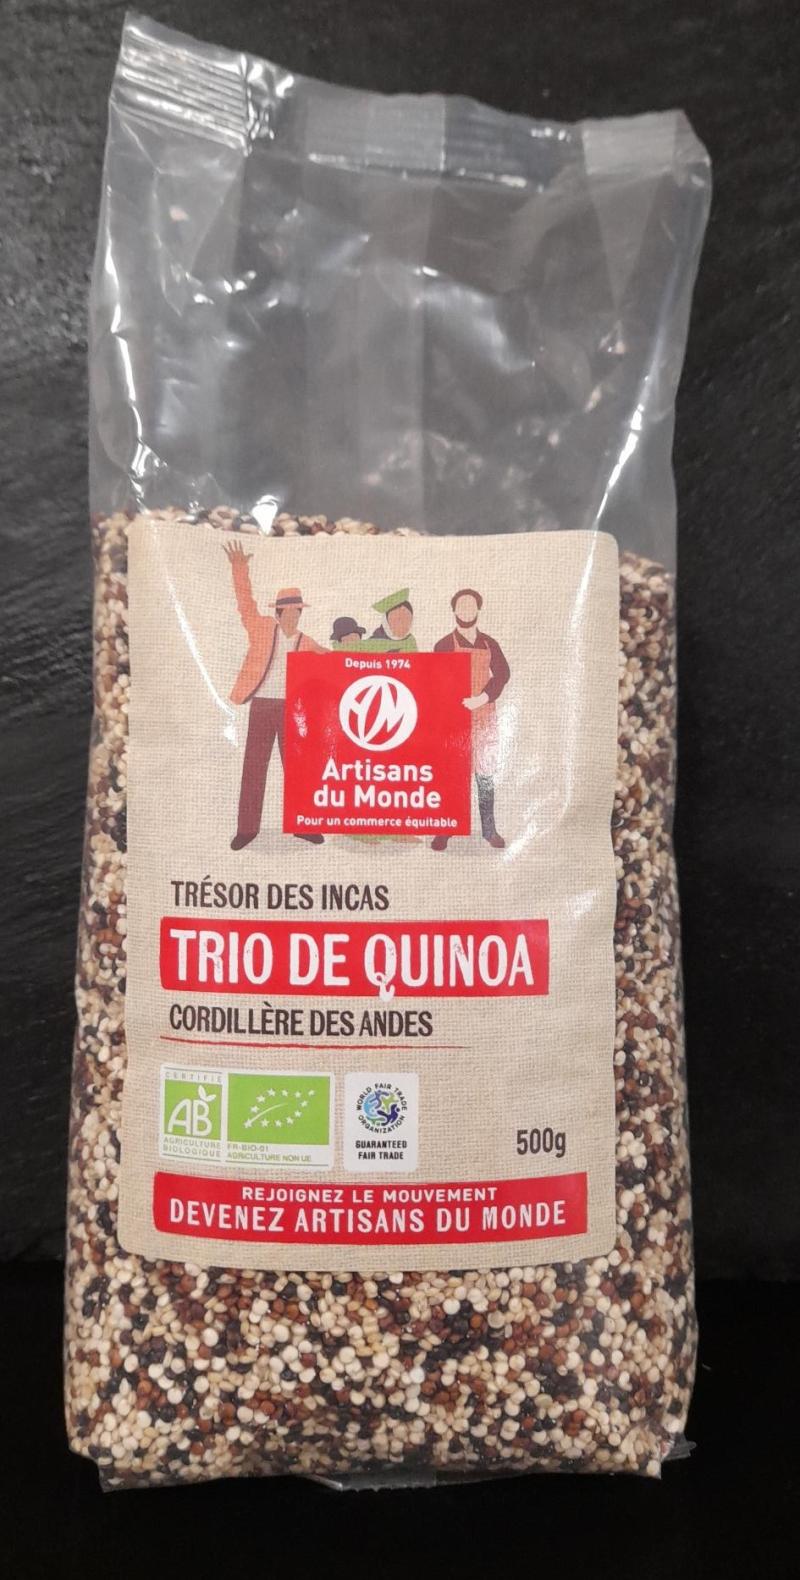 Depuis 1974
Artisans
du Monde
Pour un commerce équitable
TRÉSOR DES INCAS
TRIO DE QUINOA
CORDILLÈRE DES ANDES
CERTIFIÉ
AB
AGRICULTURE
BIOLOGIQUE
FR-BIO-01
AGRICULTURE NON UE
WORLD FAIR TRADE
ORGANIZATION
GUARANTEED
FAIR TRADE
500g
REJOIGNEZ LE MOUVEMENT
DEVENEZ ARTISANS DU MONDE